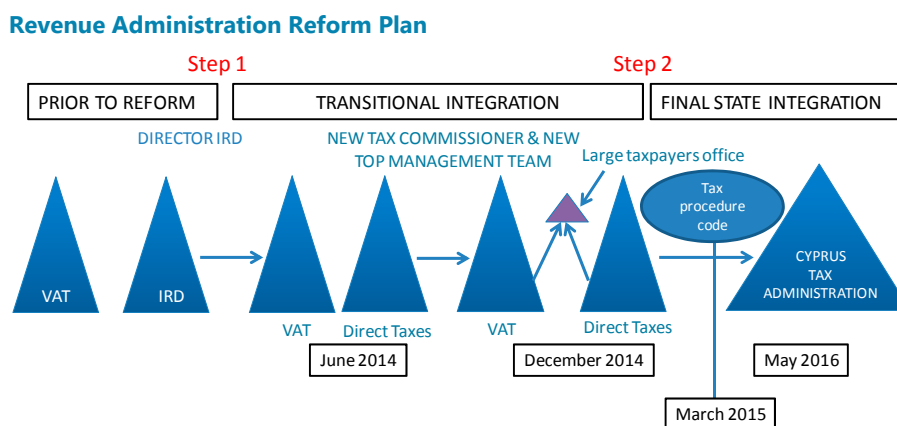 Revenue Administration Reform Plan
Step 1
Step 2
PRIOR TO REFORM
TRANSITIONAL INTEGRATION
FINAL STATE INTEGRATION
DIRECTOR IRD
NEW TAX COMMISSIONER & NEW
TOP MANAGEMENT TEAM
Large taxpayers office
Tax
procedure
code
VAT
IRD
CYPRUS
TAX
ADMINISTRATION
VAT
Direct Taxes
VAT
Direct Taxes
June 2014
December 2014
May 2016
March 2015